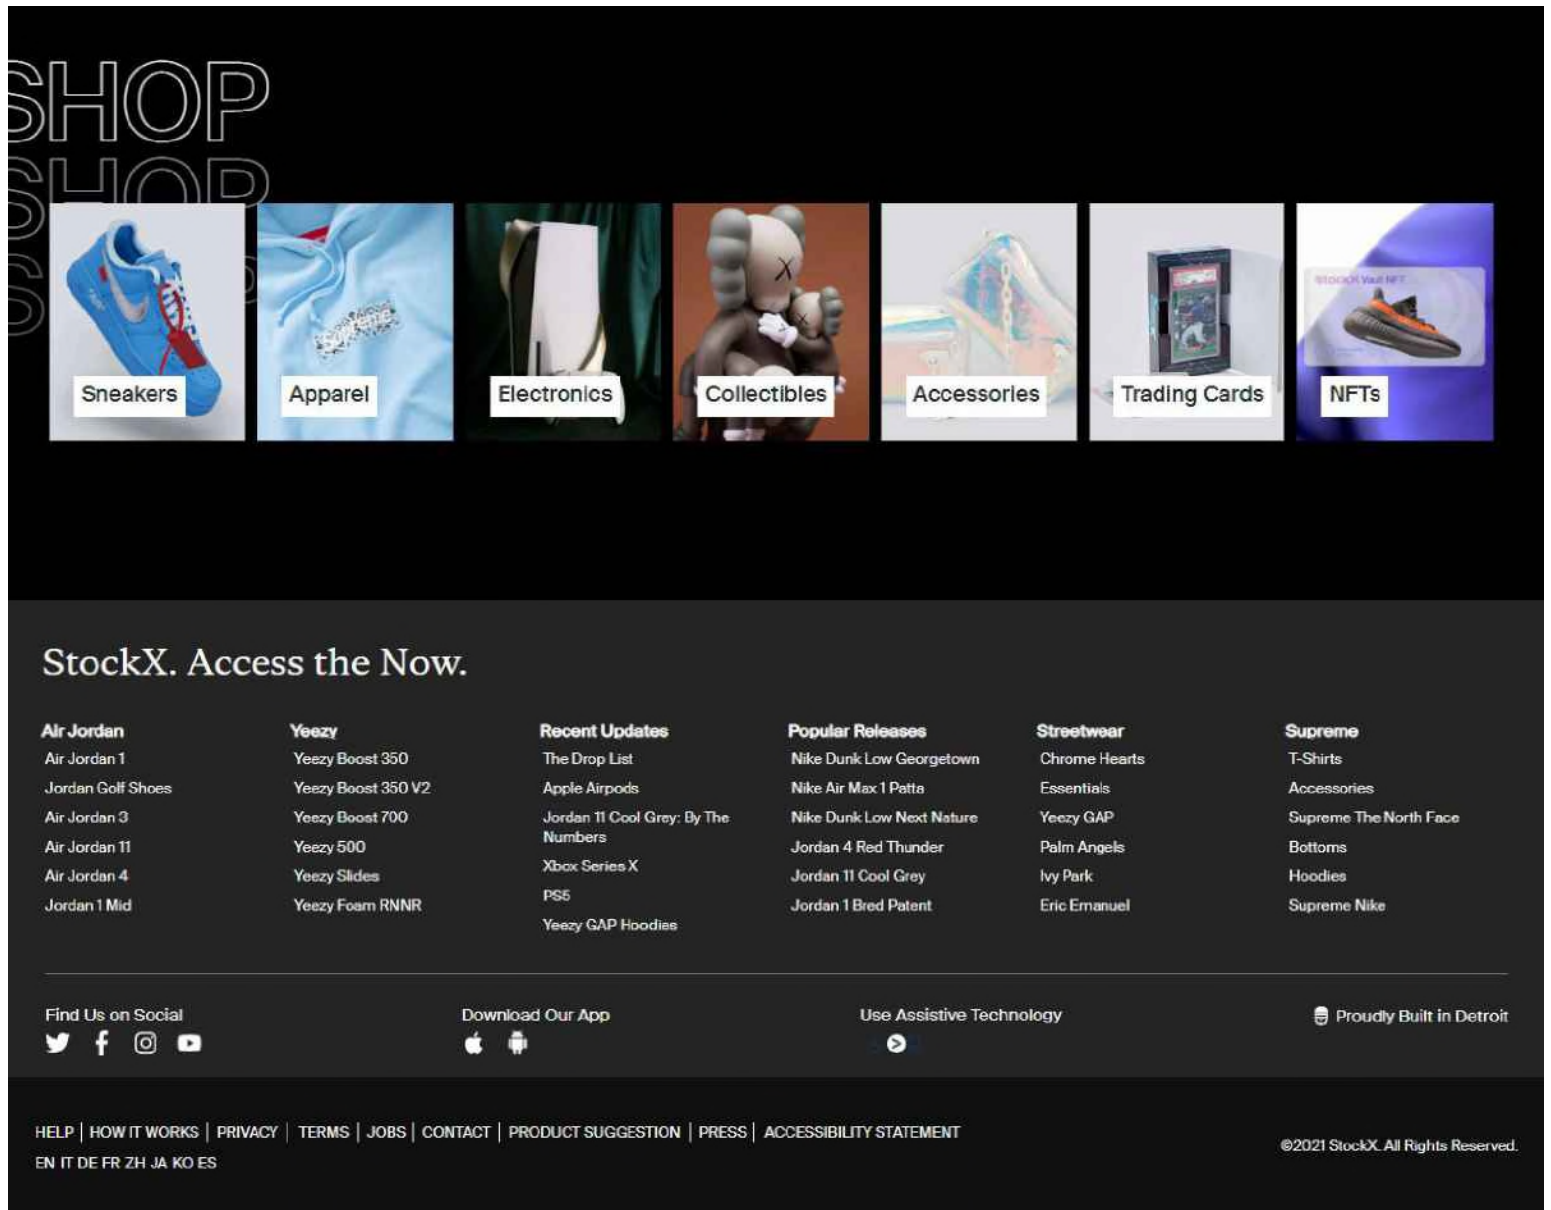 SHOP
SHOP
S
Sneakers
Apparel
Electronics
Collectibles
Accessories
Trading Cards
StockX Vault NFT
NFTs
StockX. Access the Now.
Air Jordan
Air Jordan 1
Jordan Golf Shoes
Air Jordan 3
Air Jordan 11
Air Jordan 4
Jordan 1 Mid
Yeezy
Yeezy Boost 350
Yeezy Boost 350 V2
Yeezy Boost 700
Yeezy 500
Yeezy Slides
Yeezy Foam RNNR
Recent Updates
The Drop List
Apple Airpods
Jordan 11 Cool Grey: By The
Numbers
Xbox Series X
PS5
Yeezy GAP Hoodies
Popular Releases
Nike Dunk Low Georgetown
Nike Air Max 1 Patta
Nike Dunk Low Next Nature
Jordan 4 Red Thunder
Jordan 11 Cool Grey
Jordan 1 Bred Patent
Streetwear
Chrome Hearts
Essentials
Yeezy GAP
Palm Angels
Ivy Park
Eric Emanuel
Supreme
T-Shirts
Accessories
Supreme The North Face
Bottoms
Hoodies
Supreme Nike
Find Us on Social
Download Our App
Use Assistive Technology
Proudly Built in Detroit
HELP | HOW IT WORKS | PRIVACY | TERMS | JOBS | CONTACT | PRODUCT SUGGESTION | PRESS | ACCESSIBILITY STATEMENT
EN IT DE FR ZH JA KO ES
©2021 StockX. All Rights Reserved.